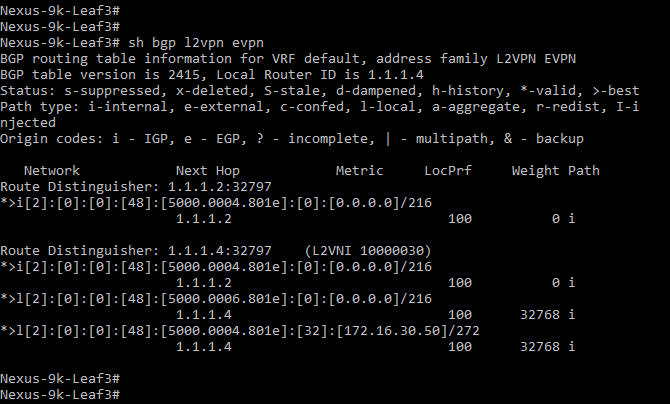 Nexus-9k-Leaf3#
Nexus-9k-Leaf3#
Nexus-9k-Leaf3# sh bgp l2vpn evpn
BGP routing table information for VRF default, address family L2VPN EVPN
BGP table version is 2415, Local Router ID is 1.1.1.4
Status: s-suppressed, x-deleted, S-stale, d-dampened, h-history, *-valid, >-best
Path type: i-internal, e-external, c-confed, l-local, a-aggregate, r-redist, I-i
njected
Origin codes: i - IGP, e - EGP, ? - incomplete, | - multipath, & - backup
   Network            Next Hop            Metric     LocPrf     Weight Path
Route Distinguisher: 1.1.1.2:32797
*>i[2]:[0]:[0]:[48]:[5000.0004.801e]:[0]:[0.0.0.0]/216
                      1.1.1.2                           100          0 i
Route Distinguisher: 1.1.1.4:32797    (L2VNI 10000030)
*>i[2]:[0]:[0]:[48]:[5000.0004.801e]:[0]:[0.0.0.0]/216
                      1.1.1.2                           100          0 i
*>l[2]:[0]:[0]:[48]:[5000.0006.801e]:[0]:[0.0.0.0]/216
                      1.1.1.4                           100      32768 i
*>l[2]:[0]:[0]:[48]:[5000.0004.801e]:[32]:[172.16.30.50]/272
                      1.1.1.4                           100      32768 i
Nexus-9k-Leaf3#
Nexus-9k-Leaf3#